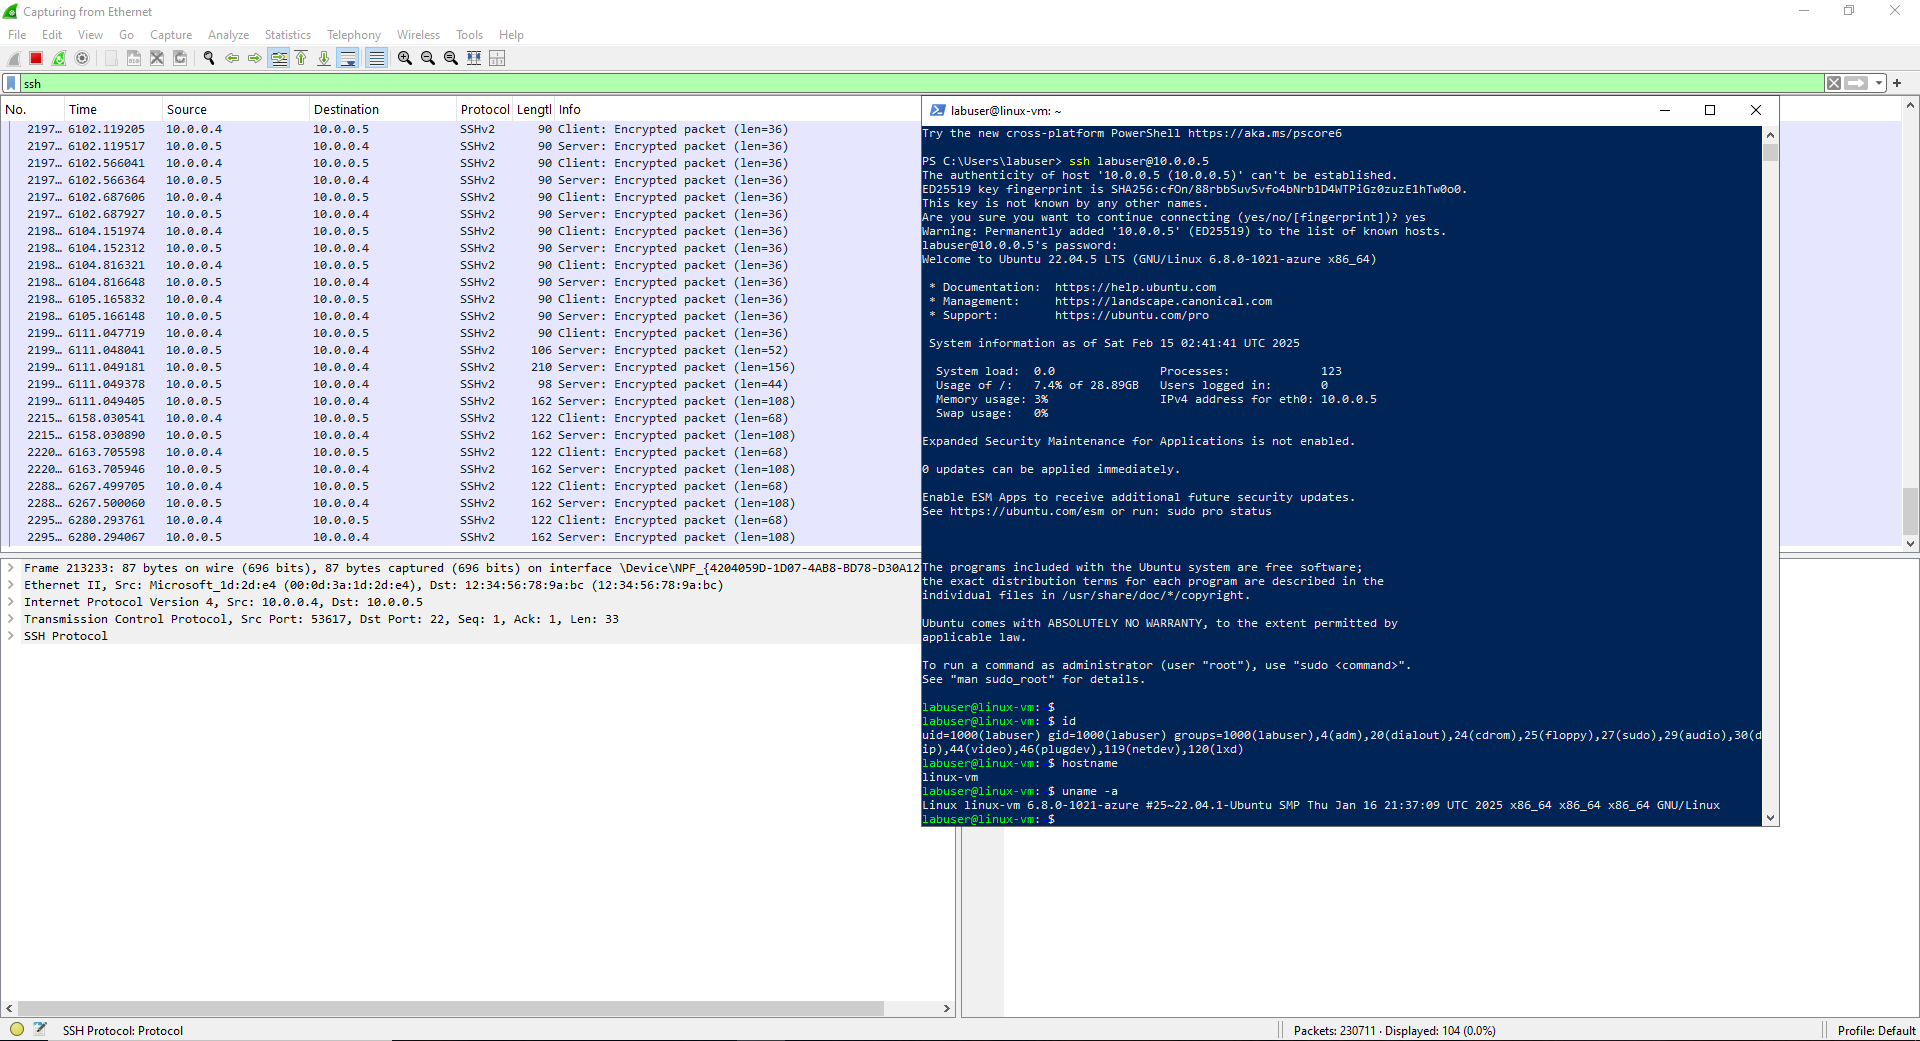 Capturing from Ethernet
File Edit View Go Capture Analyze Statistics Telephony Wireless Tools Help
ssh
No. Time Source Destination Protocol Lengtl Info
2197… 6102.119205 10.0.0.4 10.0.0.5 SSHv2 90 Client: Encrypted packet (len=36)
2197… 6102.119517 10.0.0.5 10.0.0.4 SSHv2 90 Server: Encrypted packet (len=36)
2197… 6102.566041 10.0.0.4 10.0.0.5 SSHv2 90 Client: Encrypted packet (len=36)
2197… 6102.566364 10.0.0.5 10.0.0.4 SSHv2 90 Server: Encrypted packet (len=36)
2197… 6102.687606 10.0.0.4 10.0.0.5 SSHv2 90 Client: Encrypted packet (len=36)
2197… 6102.687927 10.0.0.5 10.0.0.4 SSHv2 90 Server: Encrypted packet (len=36)
2198… 6104.151974 10.0.0.4 10.0.0.5 SSHv2 90 Client: Encrypted packet (len=36)
2198… 6104.152312 10.0.0.5 10.0.0.4 SSHv2 90 Server: Encrypted packet (len=36)
2198… 6104.816321 10.0.0.4 10.0.0.5 SSHv2 90 Client: Encrypted packet (len=36)
2198… 6104.816648 10.0.0.5 10.0.0.4 SSHv2 90 Server: Encrypted packet (len=36)
2198… 6105.165832 10.0.0.4 10.0.0.5 SSHv2 90 Client: Encrypted packet (len=36)
2198… 6105.166148 10.0.0.5 10.0.0.4 SSHv2 90 Server: Encrypted packet (len=36)
2199… 6111.047719 10.0.0.4 10.0.0.5 SSHv2 90 Client: Encrypted packet (len=36)
2199… 6111.048041 10.0.0.5 10.0.0.4 SSHv2 106 Server: Encrypted packet (len=52)
2199… 6111.049181 10.0.0.5 10.0.0.4 SSHv2 210 Server: Encrypted packet (len=156)
2199… 6111.049378 10.0.0.5 10.0.0.4 SSHv2 98 Server: Encrypted packet (len=44)
2199… 6111.049405 10.0.0.5 10.0.0.4 SSHv2 162 Server: Encrypted packet (len=108)
2215… 6158.030541 10.0.0.4 10.0.0.5 SSHv2 122 Client: Encrypted packet (len=68)
2215… 6158.030890 10.0.0.5 10.0.0.4 SSHv2 162 Server: Encrypted packet (len=108)
2220… 6163.705598 10.0.0.4 10.0.0.5 SSHv2 122 Client: Encrypted packet (len=68)
2220… 6163.705946 10.0.0.5 10.0.0.4 SSHv2 162 Server: Encrypted packet (len=108)
2288… 6267.499705 10.0.0.4 10.0.0.5 SSHv2 122 Client: Encrypted packet (len=68)
2288… 6267.500060 10.0.0.5 10.0.0.4 SSHv2 162 Server: Encrypted packet (len=108)
2295… 6280.293761 10.0.0.4 10.0.0.5 SSHv2 122 Client: Encrypted packet (len=68)
2295… 6280.294067 10.0.0.5 10.0.0.4 SSHv2 162 Server: Encrypted packet (len=108)
Frame 213233: 87 bytes on wire (696 bits), 87 bytes captured (696 bits) on interface \Device\NPF_{4204059D-1D07-4AB8-BD78-D30A12
Ethernet II, Src: Microsoft_1d:2d:e4 (00:0d:3a:1d:2d:e4), Dst: 12:34:56:78:9a:bc (12:34:56:78:9a:bc)
Internet Protocol Version 4, Src: 10.0.0.4, Dst: 10.0.0.5
Transmission Control Protocol, Src Port: 53617, Dst Port: 22, Seq: 1, Ack: 1, Len: 33
SSH Protocol
labuser@linux-vm: ~
Try the new cross-platform PowerShell https://aka.ms/pscore6
PS C:\Users\labuser> ssh labuser@10.0.0.5
The authenticity of host '10.0.0.5 (10.0.0.5)' can't be established.
ED25519 key fingerprint is SHA256:cfOn/88rbbSuvSvfo4bNrb1D4WTPiGz0zuzE1hTw0o0.
This key is not known by any other names.
Are you sure you want to continue connecting (yes/no/[fingerprint])? yes
Warning: Permanently added '10.0.0.5' (ED25519) to the list of known hosts.
labuser@10.0.0.5's password:
Welcome to Ubuntu 22.04.5 LTS (GNU/Linux 6.8.0-1021-azure x86_64)
* Documentation: https://help.ubuntu.com
* Management: https://landscape.canonical.com
* Support: https://ubuntu.com/pro
System information as of Sat Feb 15 02:41:41 UTC 2025
System load: 0.0 Processes: 123
Usage of /: 7.4% of 28.89GB Users logged in: 0
Memory usage: 3% IPv4 address for eth0: 10.0.0.5
Swap usage: 0%
Expanded Security Maintenance for Applications is not enabled.
0 updates can be applied immediately.
Enable ESM Apps to receive additional future security updates.
See https://ubuntu.com/esm or run: sudo pro status
The programs included with the Ubuntu system are free software;
the exact distribution terms for each program are described in the
individual files in /usr/share/doc/*/copyright.
Ubuntu comes with ABSOLUTELY NO WARRANTY, to the extent permitted by
applicable law.
To run a command as administrator (user "root"), use "sudo <command>".
See "man sudo_root" for details.
labuser@linux-vm: $
labuser@linux-vm: $ id
uid=1000(labuser) gid=1000(labuser) groups=1000(labuser),4(adm),20(dialout),24(cdrom),25(floppy),27(sudo),29(audio),30(d
ip),44(video),46(plugdev),119(netdev),120(lxd)
labuser@linux-vm: $ hostname
linux-vm
labuser@linux-vm: $ uname -a
Linux linux-vm 6.8.0-1021-azure #25~22.04.1-Ubuntu SMP Thu Jan 16 21:37:09 UTC 2025 x86_64 x86_64 x86_64 GNU/Linux
labuser@linux-vm: $
SSH Protocol: Protocol
Packets: 230711 · Displayed: 104 (0.0%)
Profile: Default